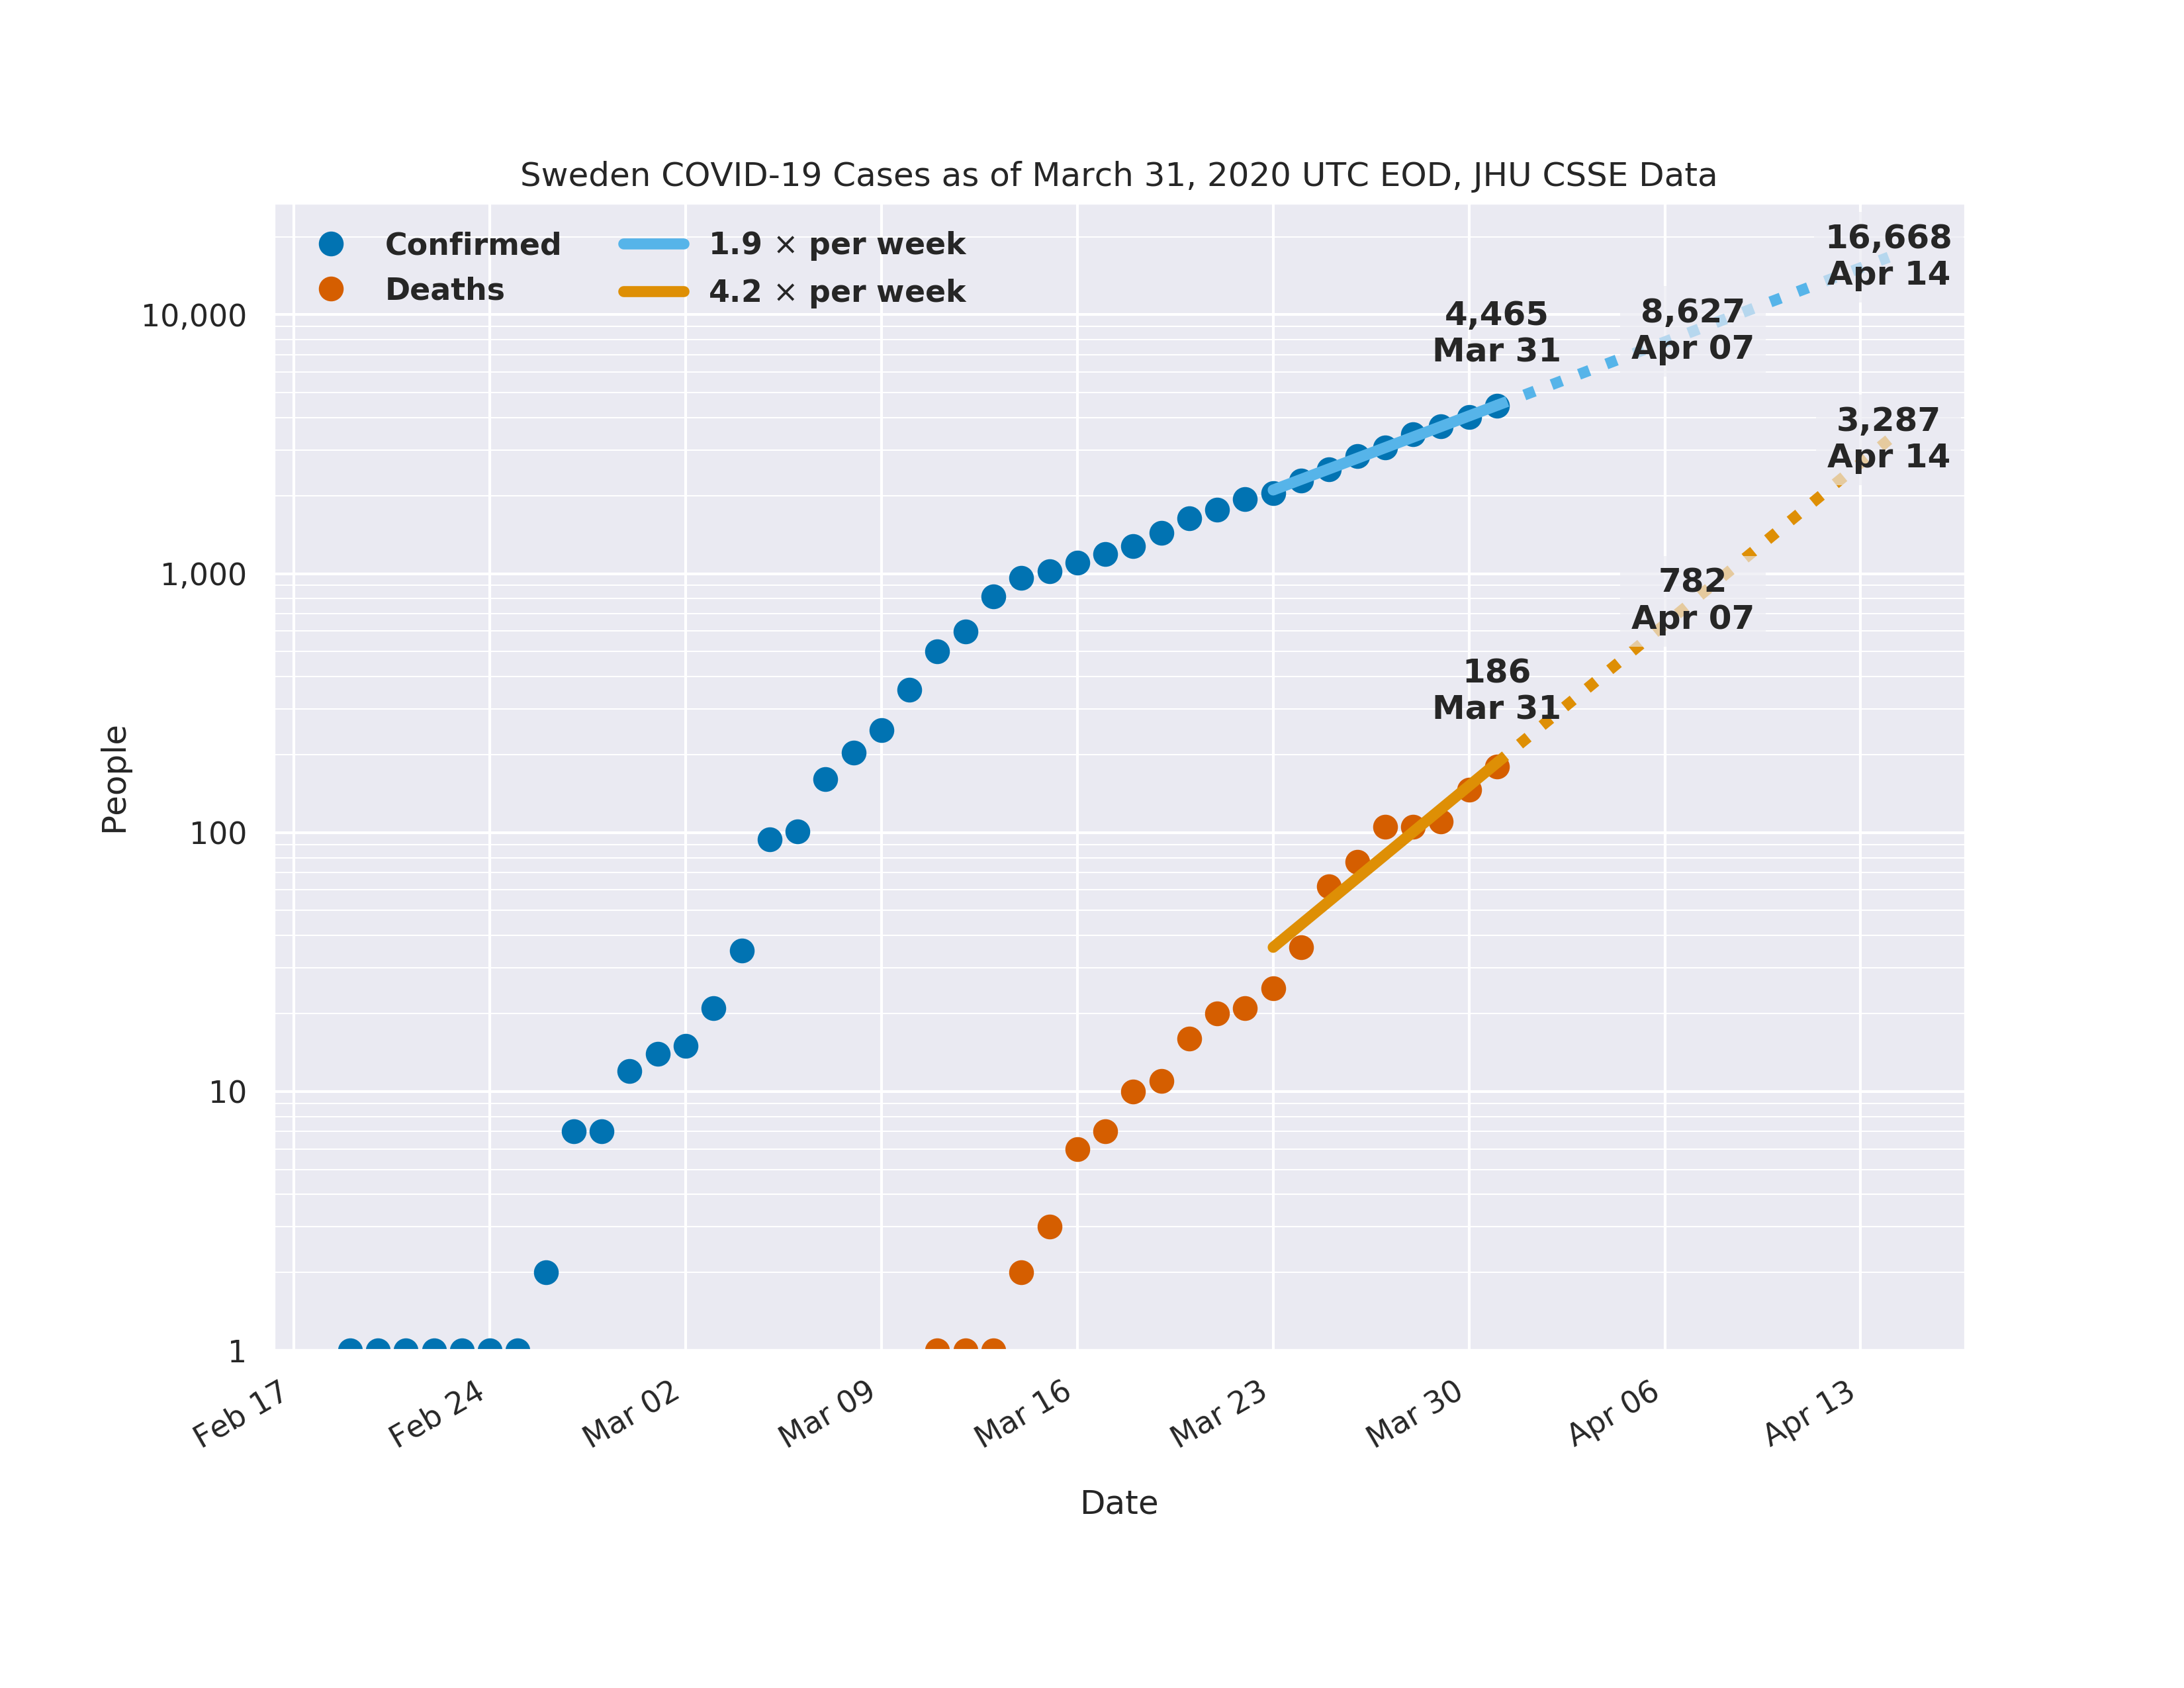 Sweden COVID-19 Cases as of March 31, 2020 UTC EOD, JHU CSSE Data
Confirmed
Deaths
1.9 × per week
4.2 × per week
16,668
Apr 14
4,465
Mar 31
8,627
Apr 07
3,287
Apr 14
782
Apr 07
186
Mar 31
10,000
1,000
100
10
1
People
Feb 17
Feb 24
Mar 02
Mar 09
Mar 16
Mar 23
Mar 30
Apr 06
Apr 13
Date